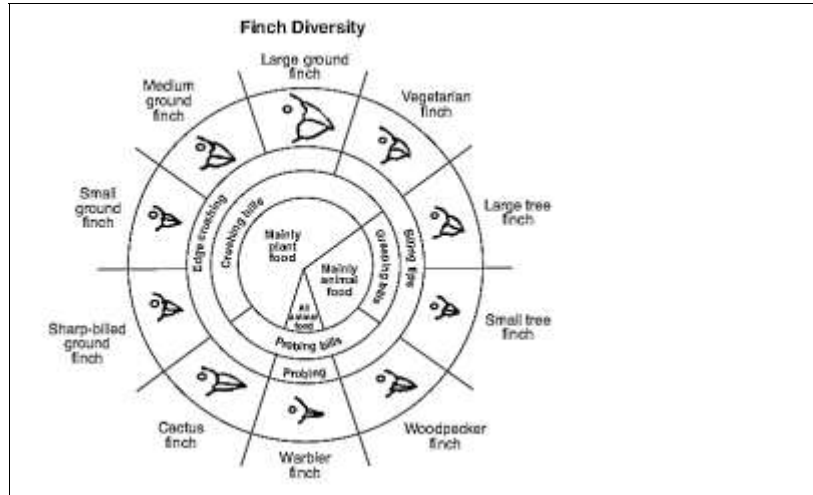 Finch Diversity
Large ground
finch
Vegetarian
finch
Large tree
finch
Small tree
finch
Woodpecker
finch
Warbler
finch
Cactus
finch
Sharp-billed
ground
finch
Small
ground
finch
Medium
ground
finch
Edge crushing
Crushing bills
Mainly
plant
food
Mainly
animal
food
All
animal
food
Grasping bills
Biting tips
Probing bills
Probing